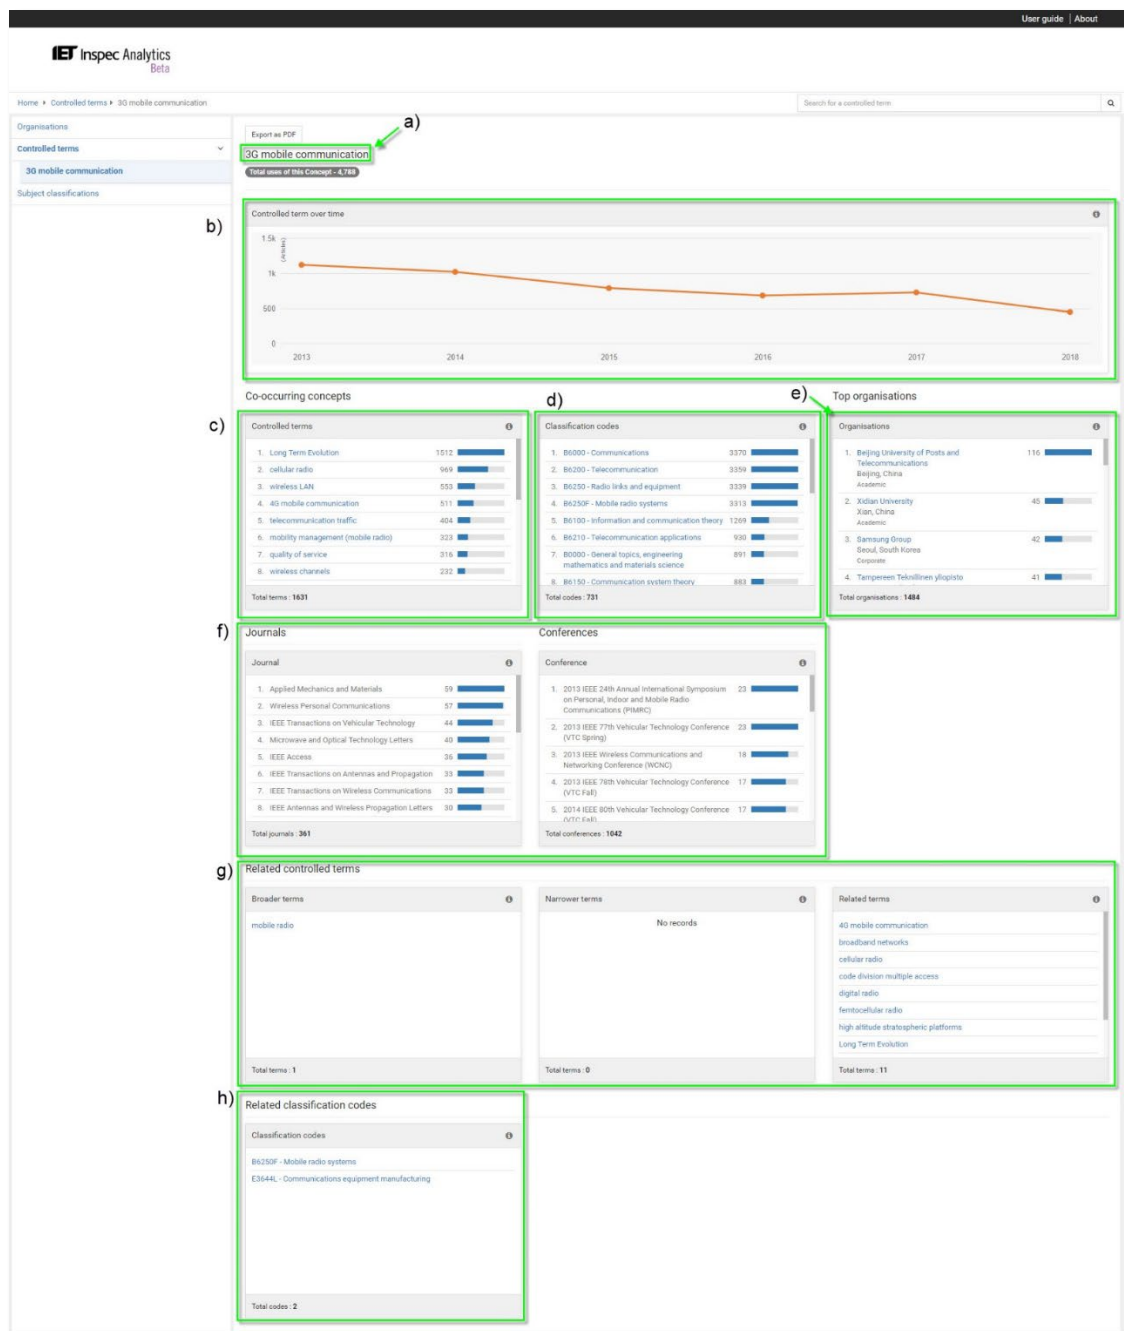 User guide | About
IET Inspec Analytics
Beta
Home Controlled terms 3G mobile communication
Search for a controlled term
Organisations
Controlled terms
3G mobile communication
Subject classifications
Export as PDF
a)
3G mobile communication
Total uses of this Concept - 4,788
b)
Controlled term over time
1.5k
(Articles)
1k
500
0
2013 2014 2015 2016 2017 2018
Co-occurring concepts
c)
Controlled terms
1. Long Term Evolution 1512
2. cellular radio 969
3. wireless LAN 553
4. 4G mobile communication 511
5. telecommunication traffic 404
6. mobility management (mobile radio) 323
7. quality of service 316
8. wireless channels 232
Total terms : 1631
d)
Classification codes
1. B6000 - Communications 3370
2. B6200 - Telecommunication 3359
3. B6250 - Radio links and equipment 3339
4. B6250F - Mobile radio systems 3313
5. B6100 - Information and communication theory 1269
6. B6210 - Telecommunication applications 930
7. B0000 - General topics, engineering 891
mathematics and materials science
8. B6150 - Communication system theory 883
Total codes : 731
e)
Top organisations
Organisations
1. Beijing University of Posts and 116
Telecommunications
Beijing, China
Academic
2. Xidian University 45
Xian, China
Academic
3. Samsung Group 42
Seoul, South Korea
Corporate
4. Tampereen Teknillinen yliopisto 41
Total organisations : 1484
f)
Journals
Journal
1. Applied Mechanics and Materials 59
2. Wireless Personal Communications 57
3. IEEE Transactions on Vehicular Technology 44
4. Microwave and Optical Technology Letters 40
5. IEEE Access 36
6. IEEE Transactions on Antennas and Propagation 33
7. IEEE Transactions on Wireless Communications 33
8. IEEE Antennas and Wireless Propagation Letters 30
Total journals : 361
Conferences
Conference
1. 2013 IEEE 24th Annual International Symposium 23
on Personal, Indoor and Mobile Radio
Communications (PIMRC)
2. 2013 IEEE 77th Vehicular Technology Conference 23
(VTC Spring)
3. 2013 IEEE Wireless Communications and 18
Networking Conference (WCNC)
4. 2013 IEEE 78th Vehicular Technology Conference 17
(VTC Fall)
5. 2014 IEEE 80th Vehicular Technology Conference 17
(VTC Fall)
Total conferences : 1042
g)
Related controlled terms
Broader terms
mobile radio
Total terms : 1
Narrower terms
No records
Total terms : 0
Related terms
4G mobile communication
broadband networks
cellular radio
code division multiple access
digital radio
femtocellular radio
high altitude stratospheric platforms
Long Term Evolution
Total terms : 11
h)
Related classification codes
Classification codes
B6250F - Mobile radio systems
E3644L - Communications equipment manufacturing
Total codes : 2